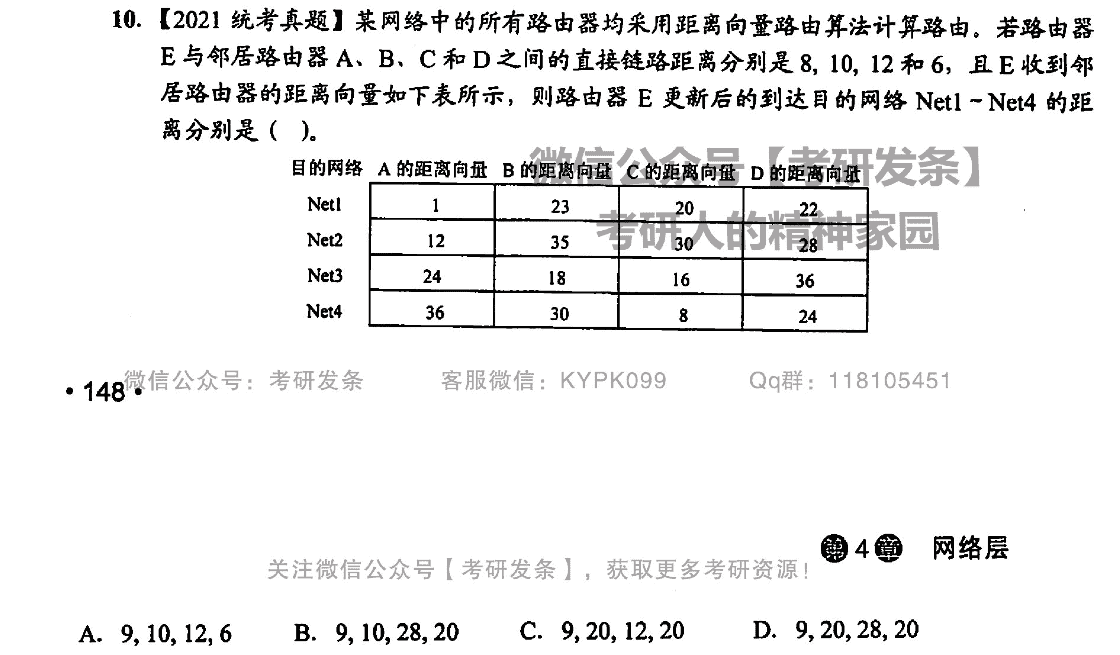 10. 【2021 统考真题】某网络中的所有路由器均采用距离向量路由算法计算路由。若路由器
E 与邻居路由器 A、B、C 和 D 之间的直接链路距离分别是 8, 10, 12 和 6，且 E 收到邻
居路由器的距离向量如下表所示，则路由器 E 更新后的到达目的网络 Net1 ~ Net4 的距
离分别是（ ）。
微信公众号【考研发条】
目的网络 A 的距离向量 B 的距离向量 C 的距离向量 D 的距离向量
Net1 1 23 20 22
考研人的精神家园
Net2 12 35 30 28
Net3 24 18 16 36
Net4 36 30 8 24
微信公众号：考研发条 客服微信：KYPK099 Qq群：118105451
·148·
第4章 网络层
关注微信公众号【考研发条】，获取更多考研资源！
A. 9, 10, 12, 6 B. 9, 10, 28, 20 C. 9, 20, 12, 20 D. 9, 20, 28, 20